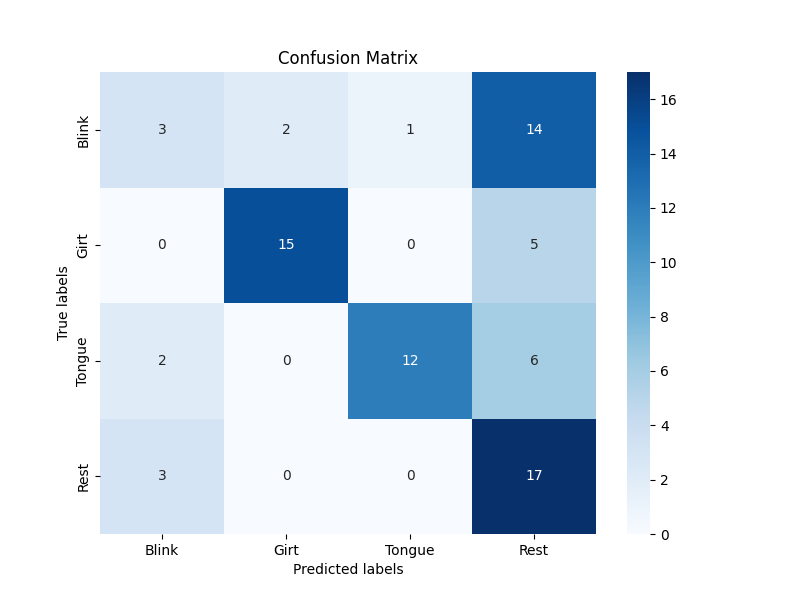 Confusion Matrix
True labels
Blink 3 2 1 14
Girt 0 15 0 5
Tongue 2 0 12 6
Rest 3 0 0 17
Blink Girt Tongue Rest
Predicted labels
16
14
12
10
8
6
4
2
0